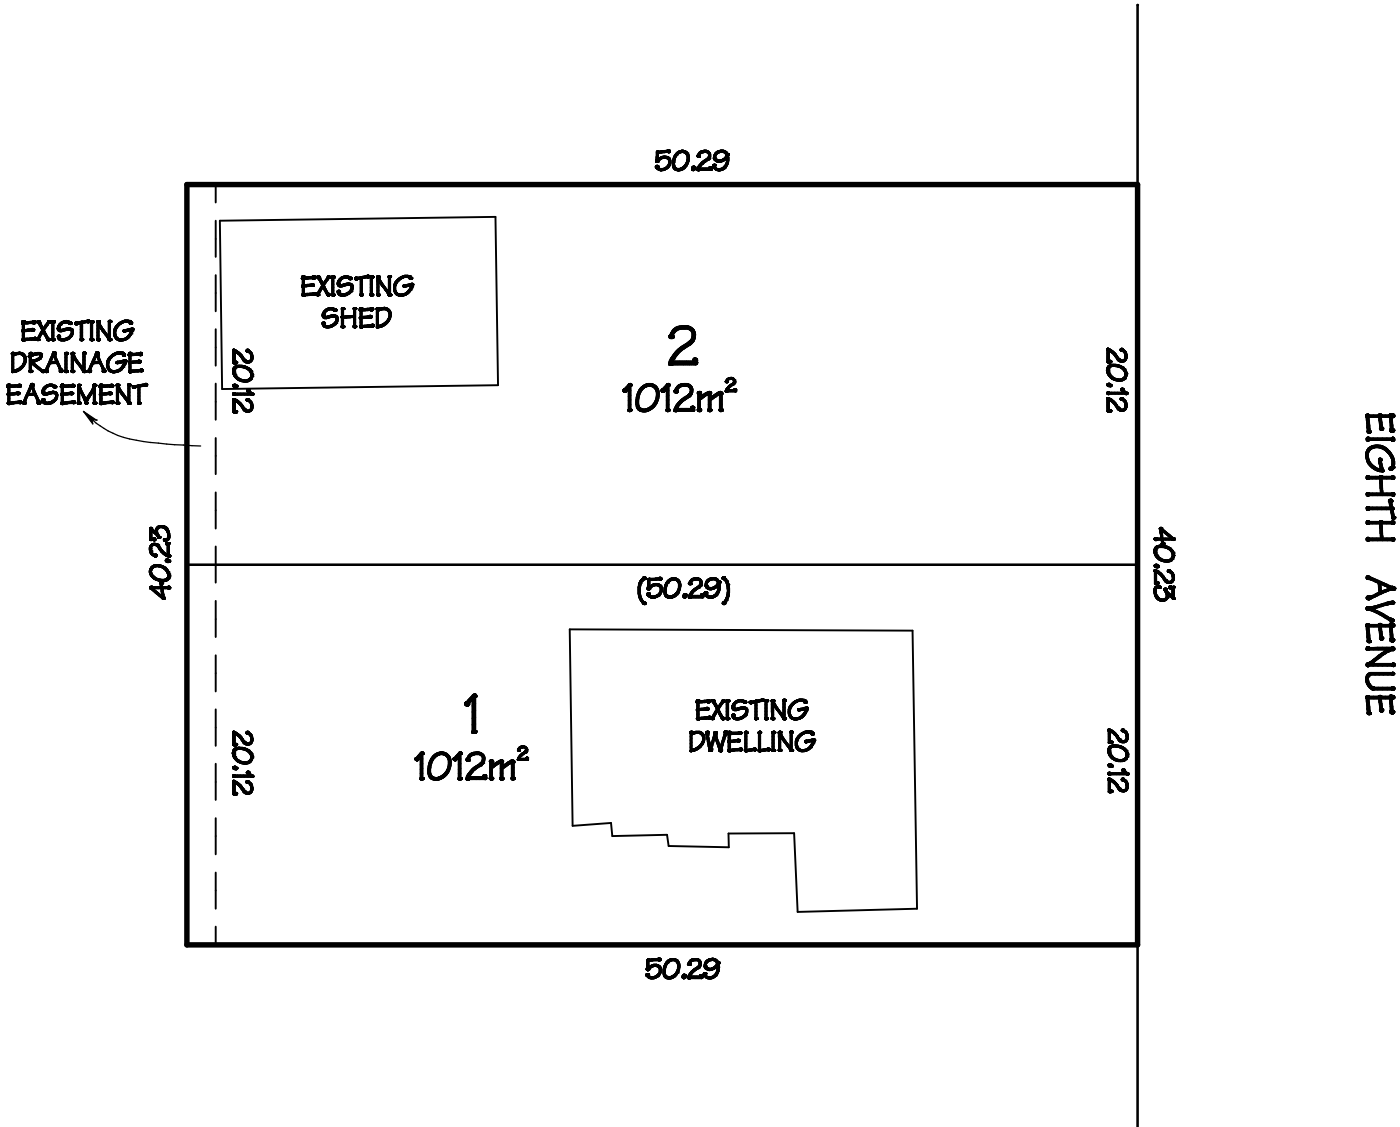 50.29
EXISTING
SHED
EXISTING
DRAINAGE
EASEMENT
20.12
2
1012m²
20.12
EIGHTH AVENUE
40.23
40.23
(50.29)
1
1012m²
EXISTING
DWELLING
20.12
20.12
50.29